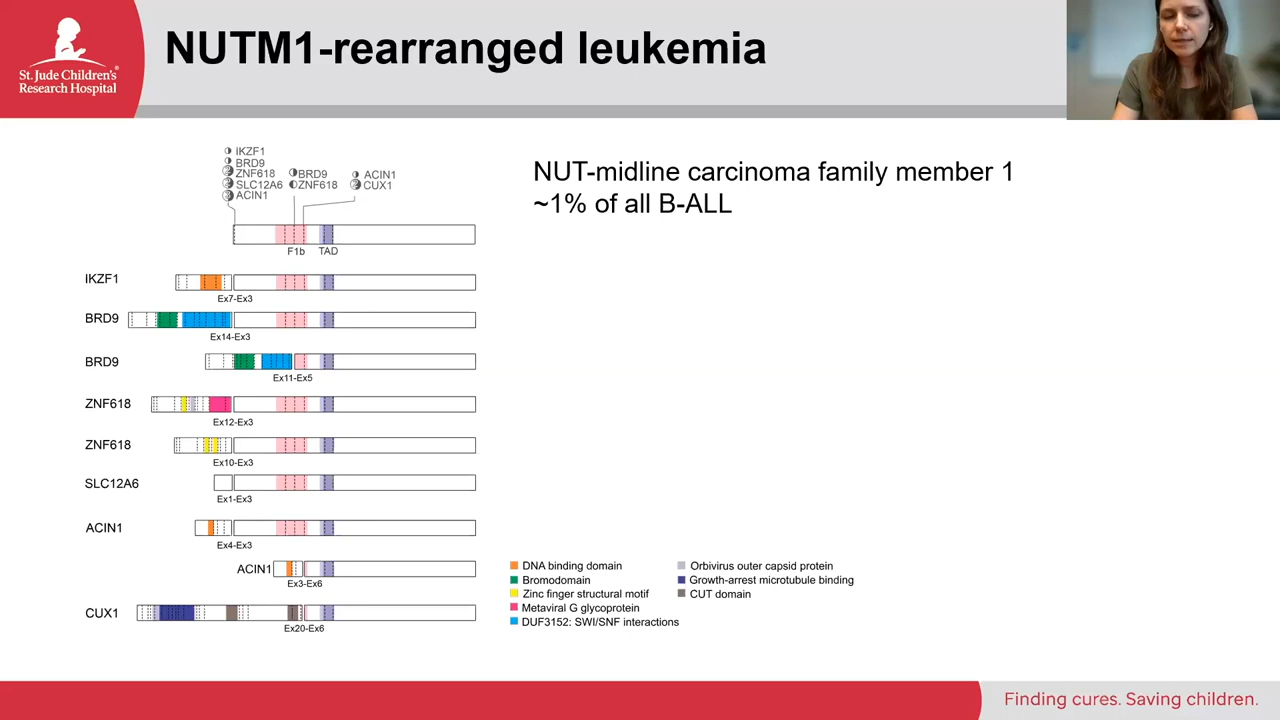 St. Jude Children's®
Research Hospital
NUTM1-rearranged leukemia
NUT-midline carcinoma family member 1
~1% of all B-ALL
IKZF1
BRD9
ZNF618
SLC12A6
ACIN1
BRD9
ZNF618
ACIN1
CUX1
F1b TAD
IKZF1
Ex7-Ex3
BRD9
Ex14-Ex3
BRD9
Ex11-Ex5
ZNF618
Ex12-Ex3
ZNF618
Ex10-Ex3
SLC12A6
Ex1-Ex3
ACIN1
Ex4-Ex3
ACIN1
Ex3-Ex6
CUX1
Ex20-Ex6
DNA binding domain
Bromodomain
Zinc finger structural motif
Metaviral G glycoprotein
DUF3152: SWI/SNF interactions
Orbivirus outer capsid protein
Growth-arrest microtubule binding
CUT domain
Finding cures. Saving children.